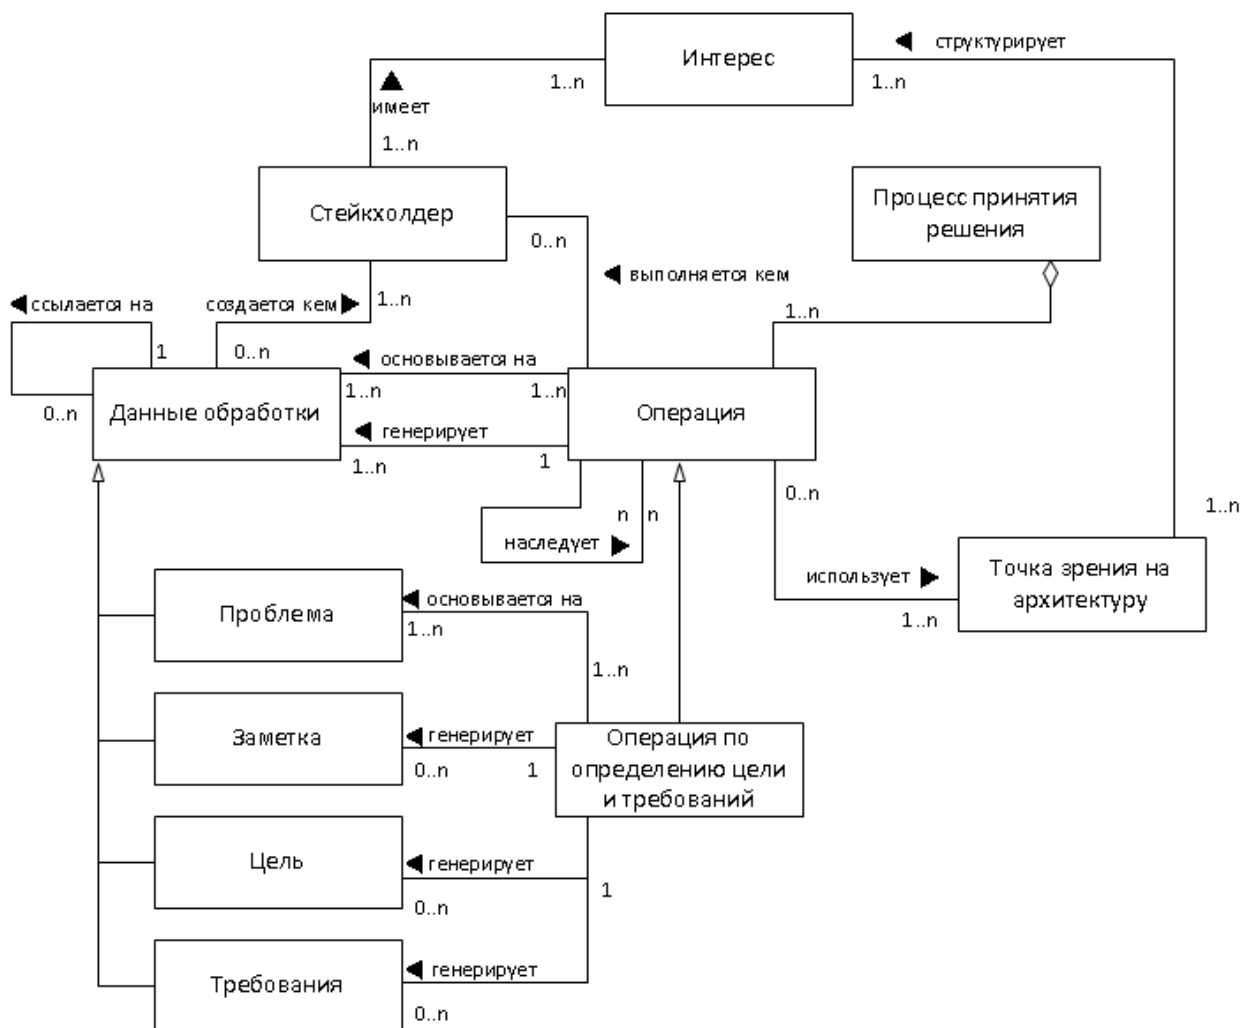 Интерес
структурирует
1..n
1..n
имеет
1..n
Стейкхолдер
Процесс принятия
решения
0..n
выполняется кем
ссылается на
создается кем
1..n
1..n
1
0..n
основывается на
1..n
1..n
0..n
Данные обработки
Операция
генерирует
1..n
1
0..n
n
n
1..n
наследует
использует
Точка зрения на
архитектуру
1..n
основывается на
Проблема
1..n
1..n
Заметка
генерирует
0..n
1
Операция по
определению цели
и требований
Цель
генерирует
0..n
1
Требования
генерирует
0..n